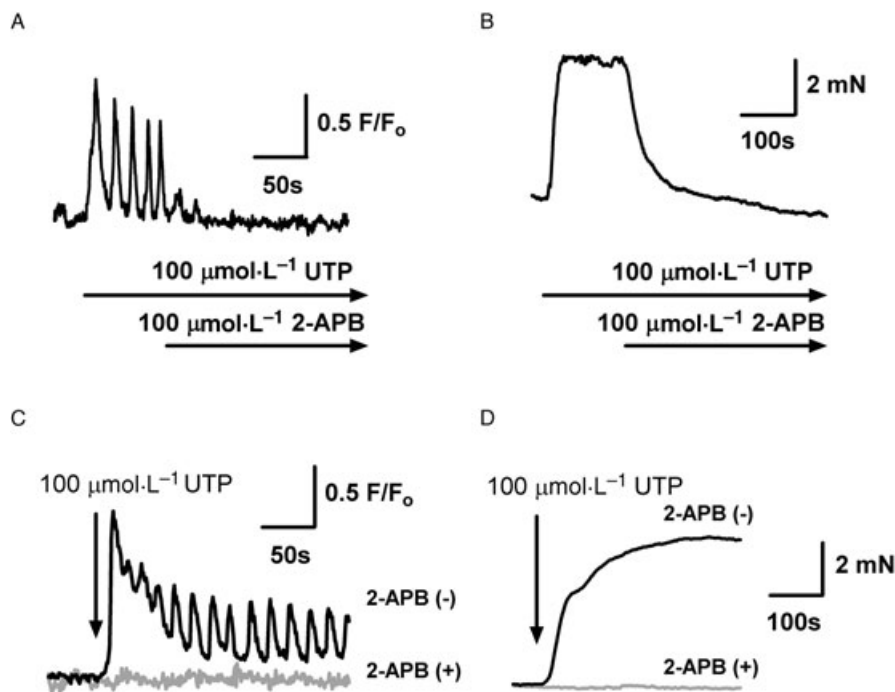 A
0.5 F/Fo
50s
100 μmol·L⁻¹ UTP
100 μmol·L⁻¹ 2-APB
B
2 mN
100s
100 μmol·L⁻¹ UTP
100 μmol·L⁻¹ 2-APB
C
100 μmol·L⁻¹ UTP
0.5 F/Fo
50s
2-APB (-)
2-APB (+)
D
100 μmol·L⁻¹ UTP
2-APB (-)
2 mN
100s
2-APB (+)